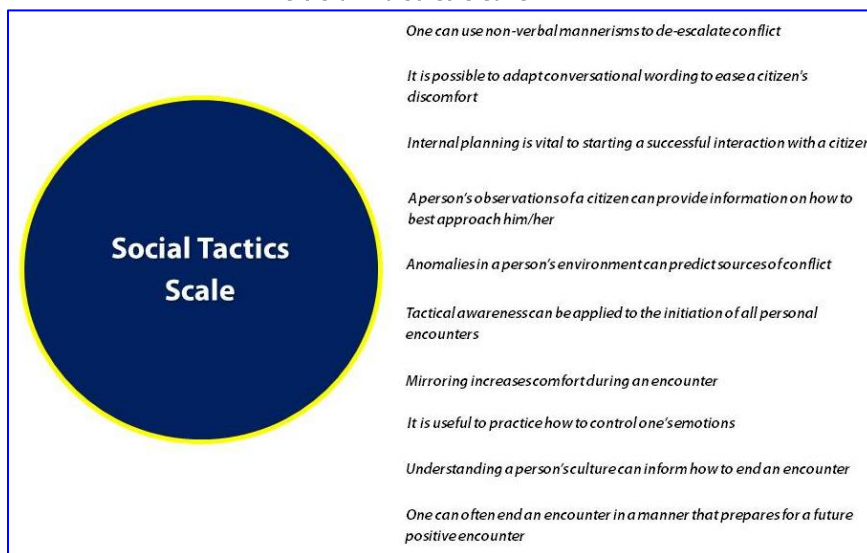 Social Tactics
Scale
One can use non-verbal mannerisms to de-escalate conflict
It is possible to adapt conversational wording to ease a citizen's
discomfort
Internal planning is vital to starting a successful interaction with a citizen
A person's observations of a citizen can provide information on how to
best approach him/her
Anomalies in a person's environment can predict sources of conflict
Tactical awareness can be applied to the initiation of all personal
encounters
Mirroring increases comfort during an encounter
It is useful to practice how to control one's emotions
Understanding a person's culture can inform how to end an encounter
One can often end an encounter in a manner that prepares for a future
positive encounter